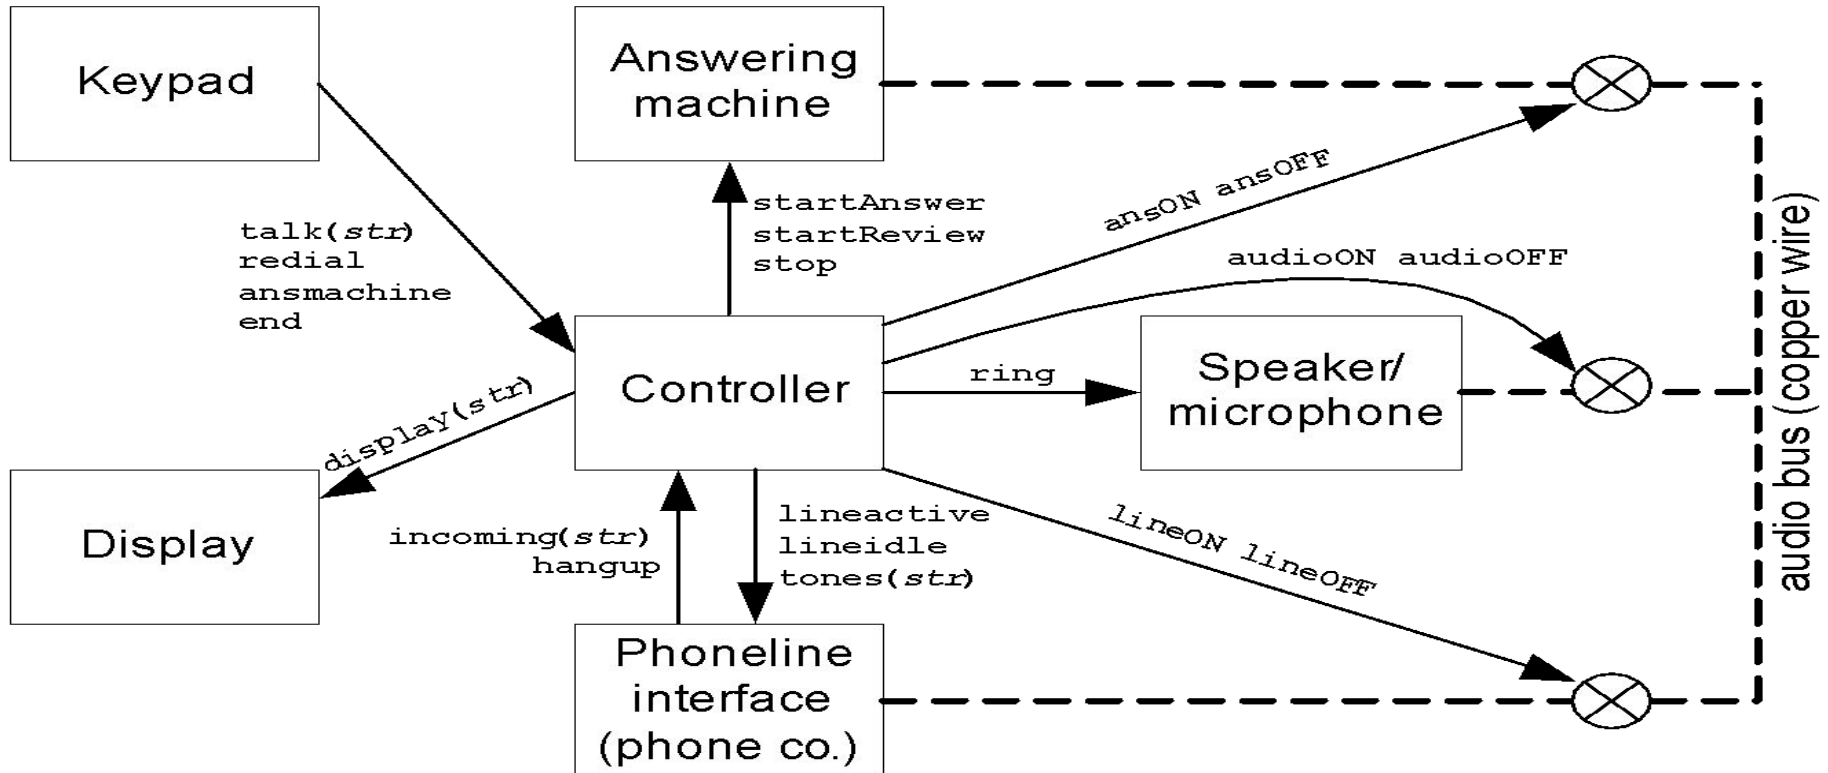 Keypad
Answering
machine
talk(str)
redial
ansmachine
end
startAnswer
startReview
stop
ansON ansOFF
audioON audioOFF
Controller
ring
Speaker/
microphone
display(str)
Display
incoming(str)
hangup
lineactive
lineidle
tones(str)
lineON lineOFF
Phoneline
interface
(phone co.)
audio bus (copper wire)